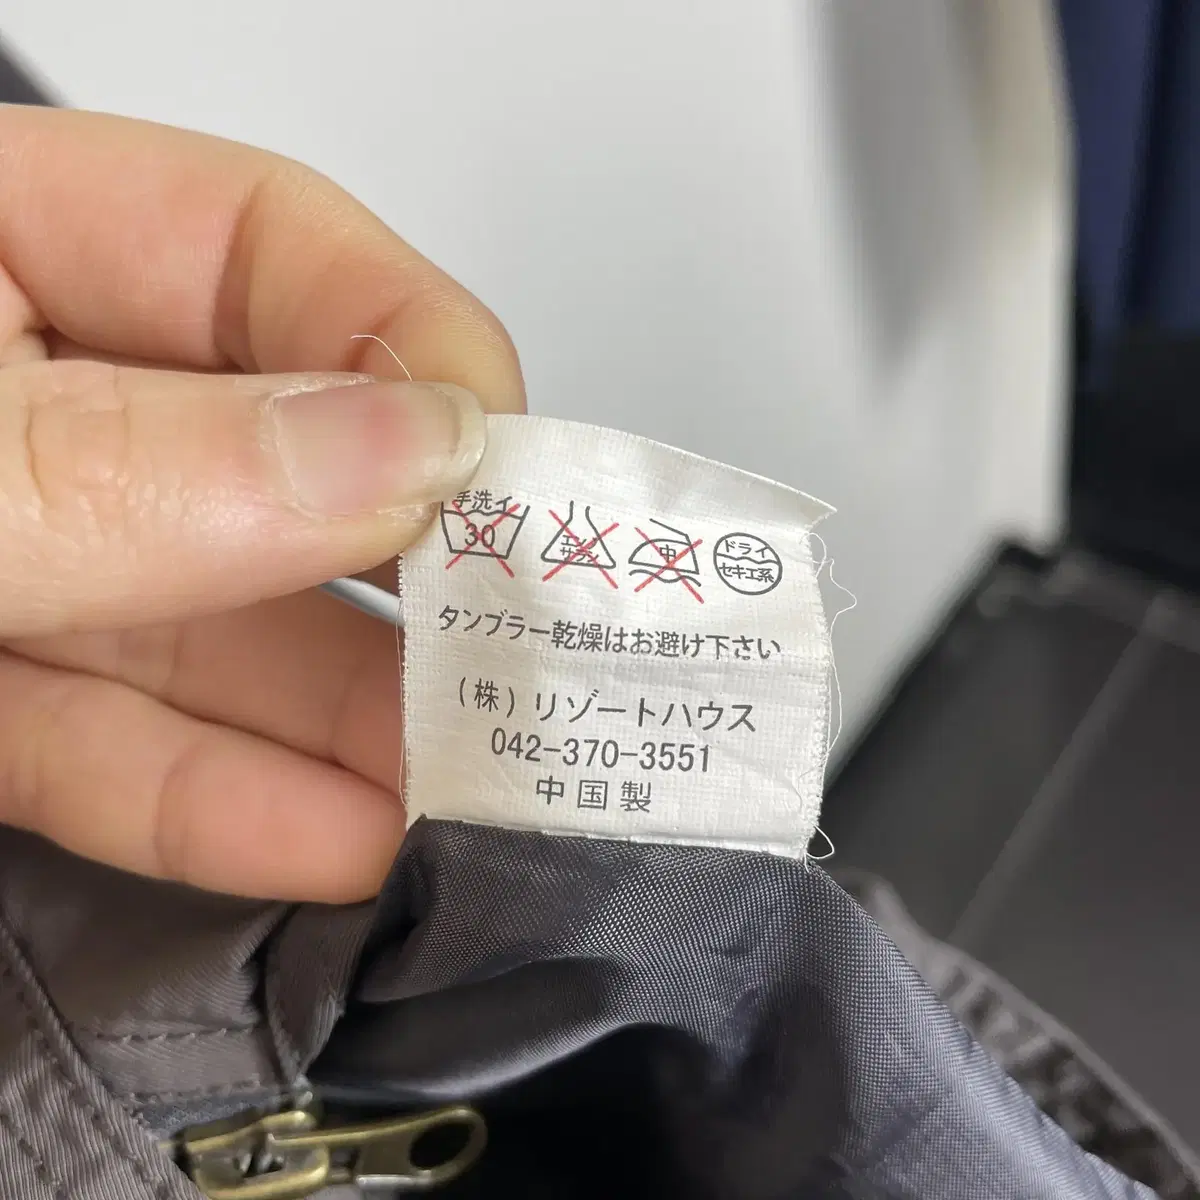 手洗イ
30
エンソ
サラシ
中
ドライ
セキユ系
タンブラー乾燥はお避け下さい
(株)リゾートハウス
042-370-3551
中国製